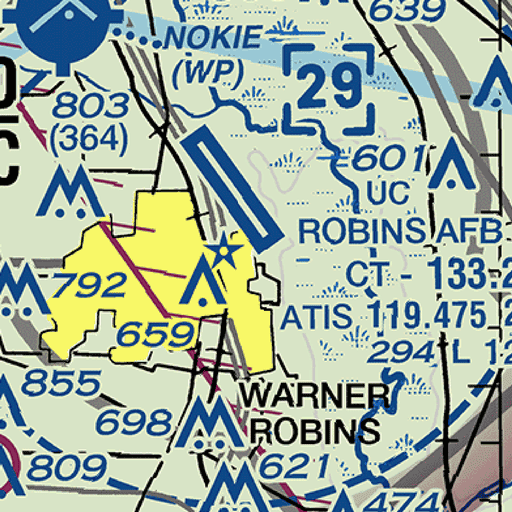 639
NOKIE
(WP)
29
803
(364)
601
UC
ROBINS AFB
CT - 133.2
792
ATIS 119.475
659
294 L 12
855
WARNER
ROBINS
698
809
621
474